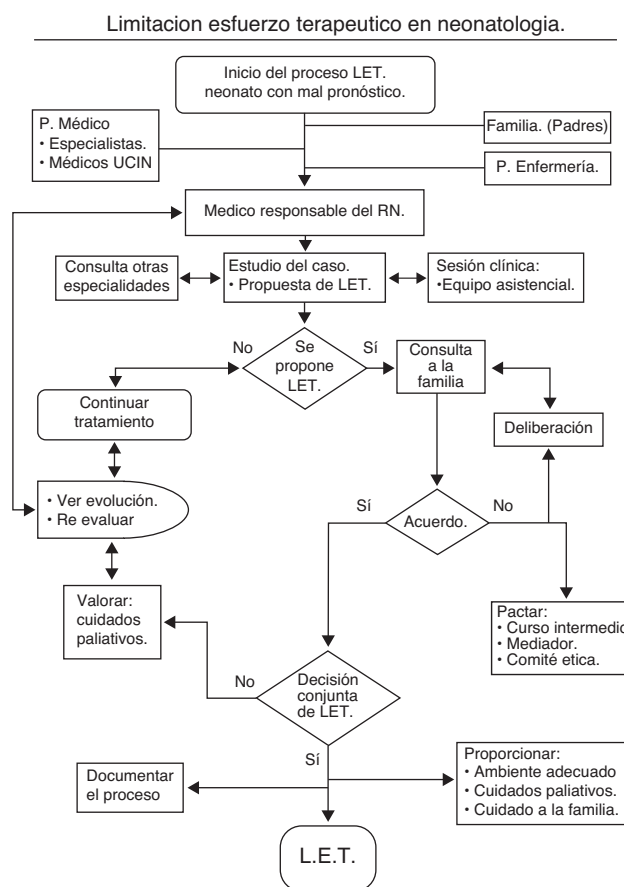 Limitacion esfuerzo terapeutico en neonatologia.
Inicio del proceso LET.
neonato con mal pronóstico.
P. Médico
• Especialistas.
• Médicos UCIN
Familia. (Padres)
P. Enfermería.
Medico responsable del RN.
Consulta otras
especialidades
Estudio del caso.
• Propuesta de LET.
Sesión clínica:
•Equipo asistencial.
No
Se
propone
LET.
Sí
Consulta
a la
familia
Continuar
tratamiento
Deliberación
• Ver evolución.
• Re evaluar
Sí
Acuerdo.
No
Valorar:
cuidados
paliativos.
Pactar:
• Curso intermedio
• Mediador.
• Comité etica.
No
Decisión
conjunta
de LET.
Sí
Documentar
el proceso
Proporcionar:
• Ambiente adecuado
• Cuidados paliativos.
• Cuidado a la familia.
L.E.T.